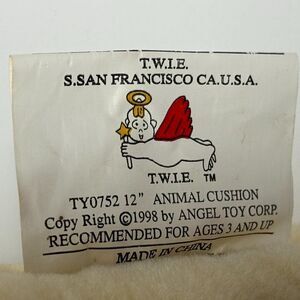 T.W.I.E.
S.SAN FRANCISCO CA.U.S.A.
T.W.I.E. TM
TY0752 12” ANIMAL CUSHION
Copy Right ©1998 by ANGEL TOY CORP.
RECOMMENDED FOR AGES 3 AND UP
MADE IN CHINA